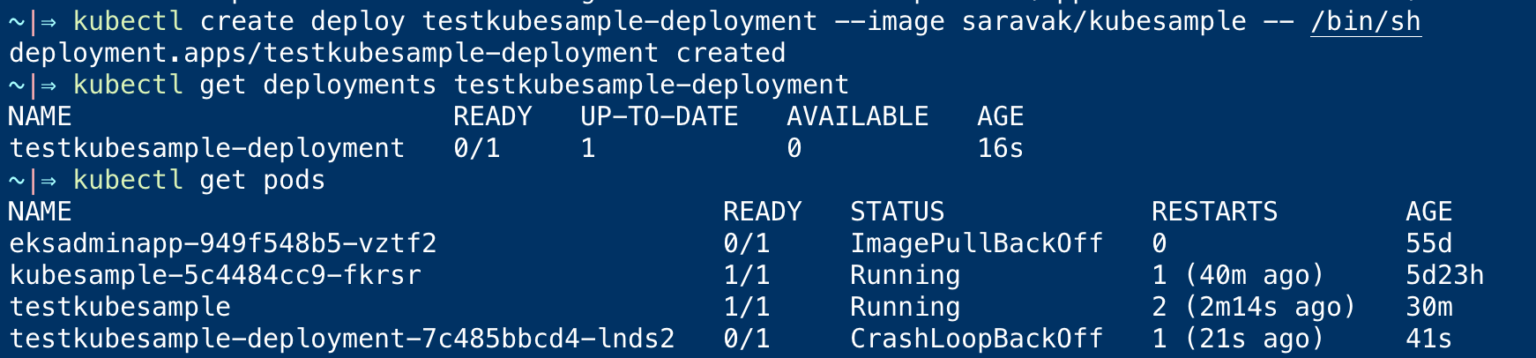 ~|⇒ kubectl create deploy testkubesample-deployment --image saravak/kubesample -- /bin/sh
deployment.apps/testkubesample-deployment created
~|⇒ kubectl get deployments testkubesample-deployment
NAME READY UP-TO-DATE AVAILABLE AGE
testkubesample-deployment 0/1 1 0 16s
~|⇒ kubectl get pods
NAME READY STATUS RESTARTS AGE
eksadminapp-949f548b5-vztf2 0/1 ImagePullBackOff 0 55d
kubesample-5c4484cc9-fkrsr 1/1 Running 1 (40m ago) 5d23h
testkubesample 1/1 Running 2 (2m14s ago) 30m
testkubesample-deployment-7c485bbcd4-lnds2 0/1 CrashLoopBackOff 1 (21s ago) 41s